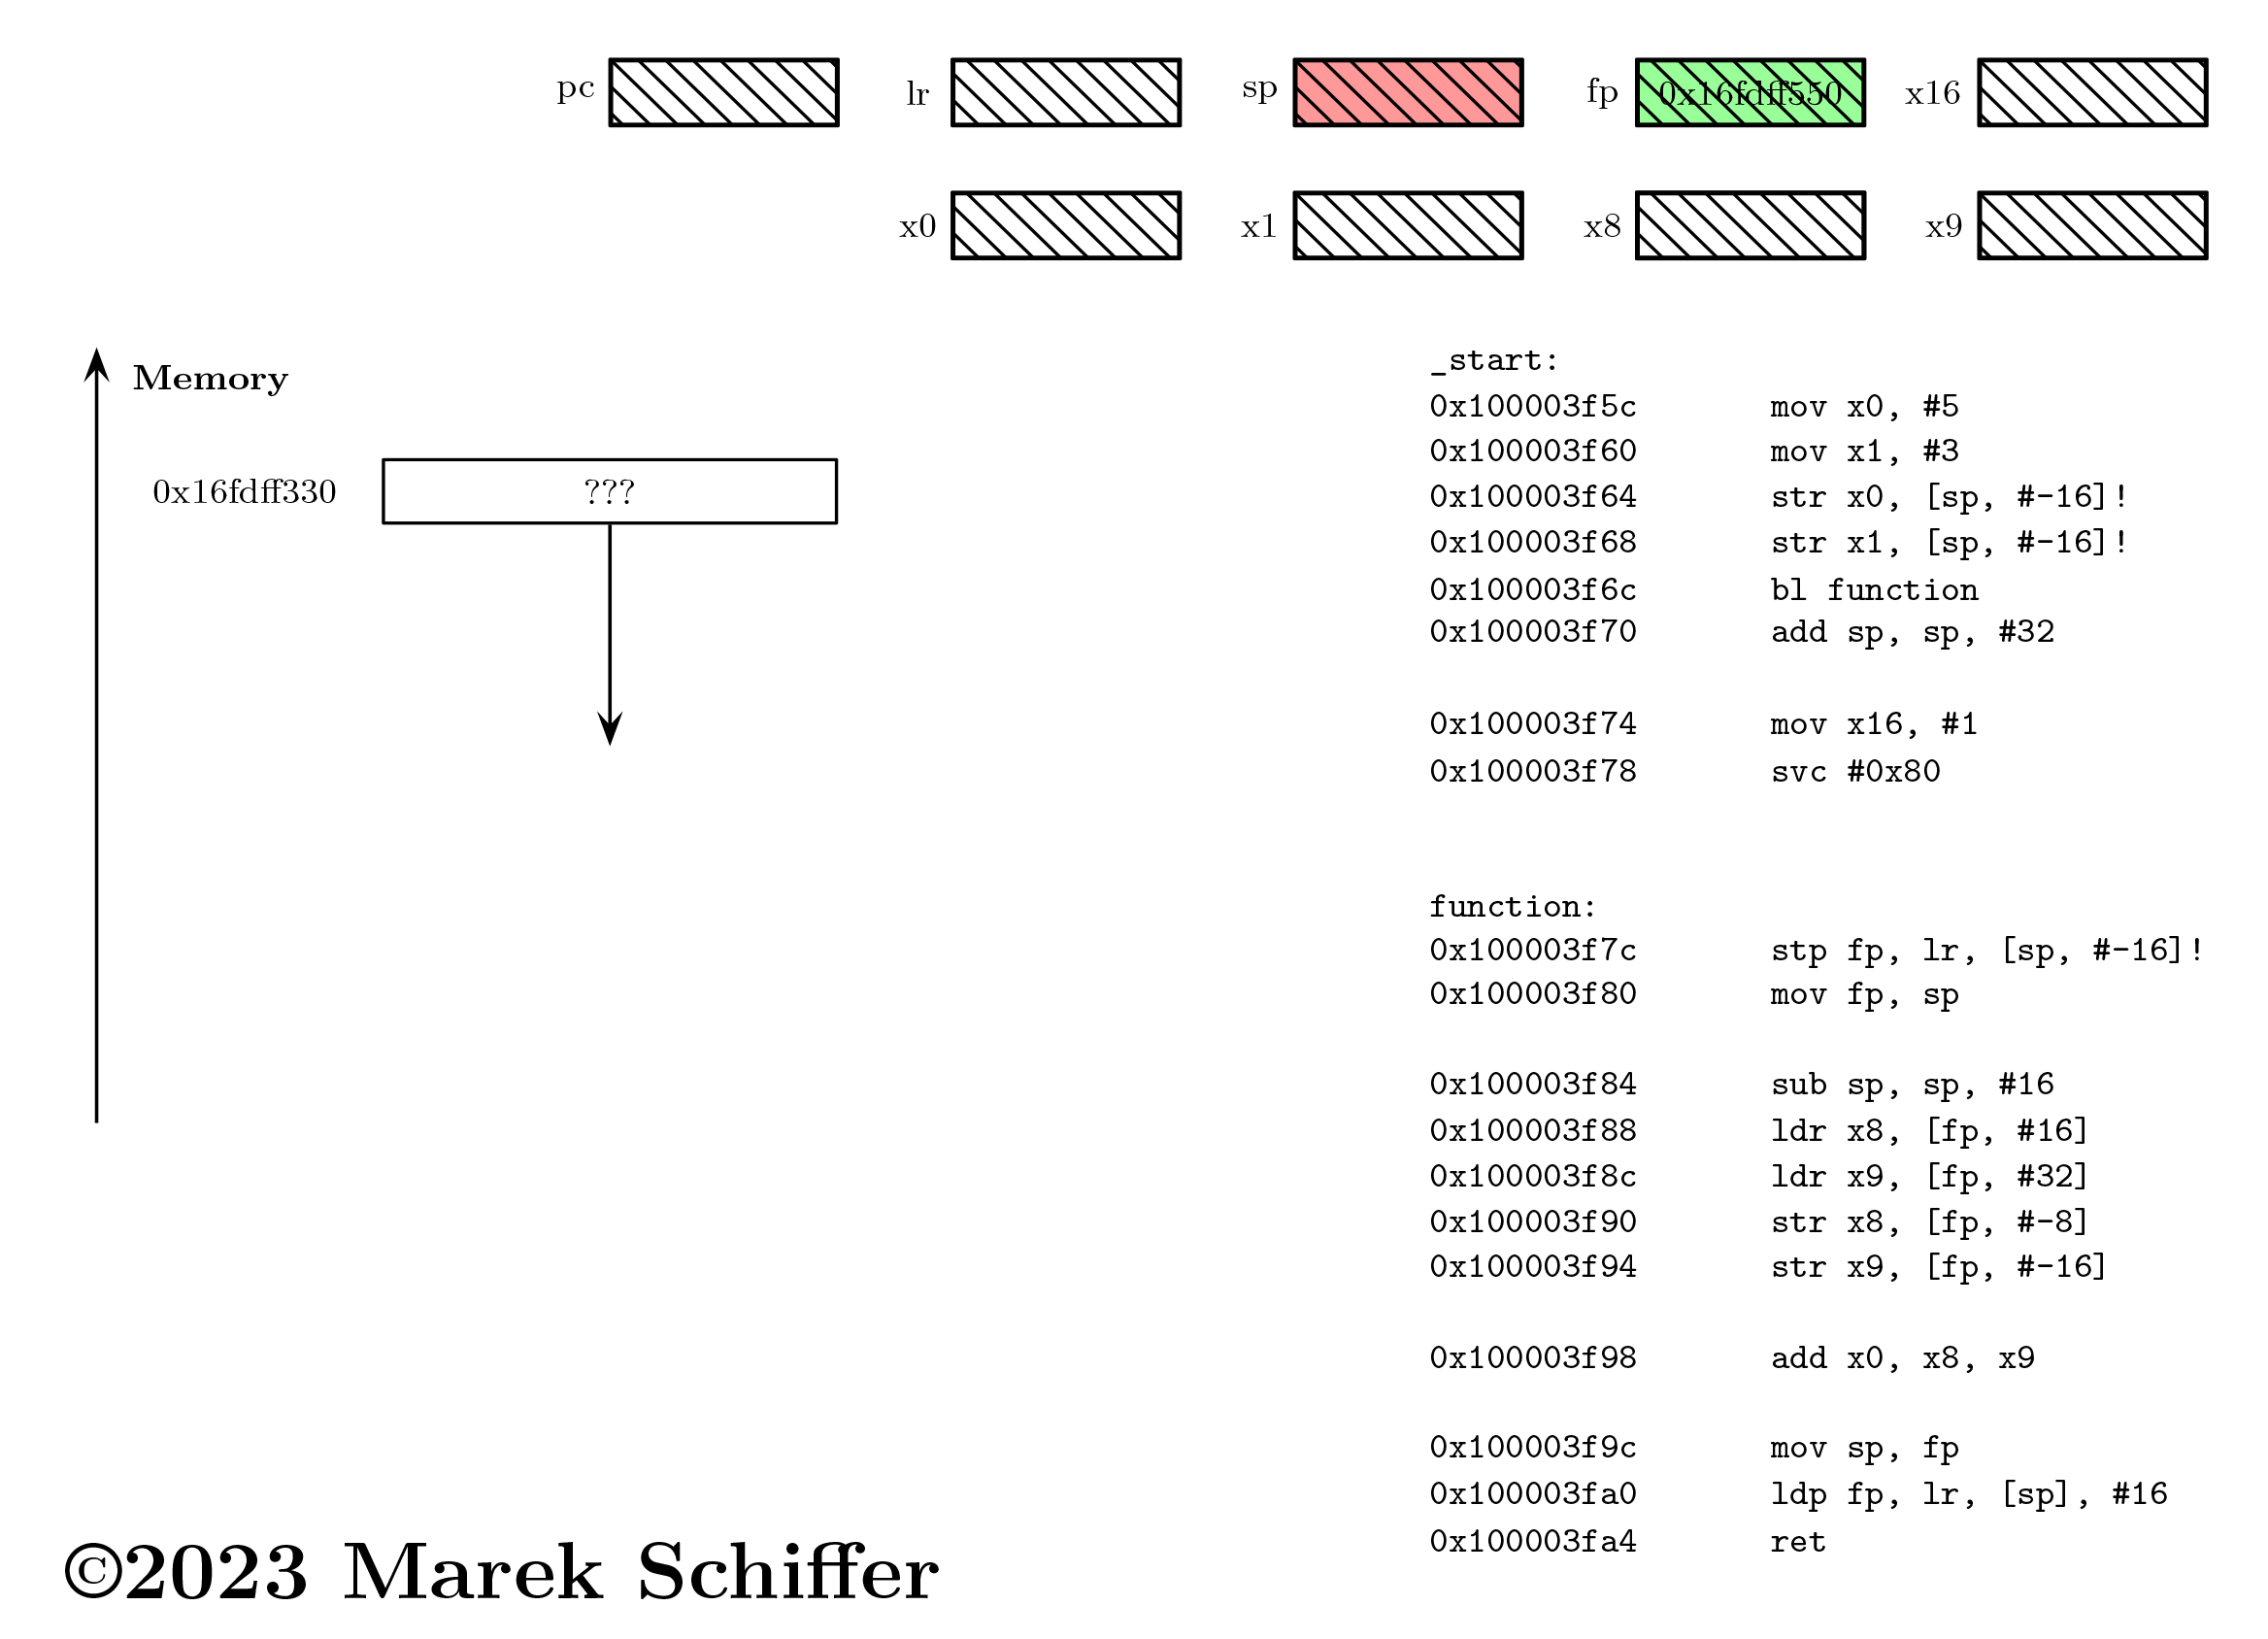 pc lr sp fp 0x16fdff550 x16
x0 x1 x8 x9
Memory
0x16fdff330 ???
_start:
0x100003f5c mov x0, #5
0x100003f60 mov x1, #3
0x100003f64 str x0, [sp, #-16]!
0x100003f68 str x1, [sp, #-16]!
0x100003f6c bl function
0x100003f70 add sp, sp, #32
0x100003f74 mov x16, #1
0x100003f78 svc #0x80
function:
0x100003f7c stp fp, lr, [sp, #-16]!
0x100003f80 mov fp, sp
0x100003f84 sub sp, sp, #16
0x100003f88 ldr x8, [fp, #16]
0x100003f8c ldr x9, [fp, #32]
0x100003f90 str x8, [fp, #-8]
0x100003f94 str x9, [fp, #-16]
0x100003f98 add x0, x8, x9
0x100003f9c mov sp, fp
0x100003fa0 ldp fp, lr, [sp], #16
0x100003fa4 ret
©2023 Marek Schiffer